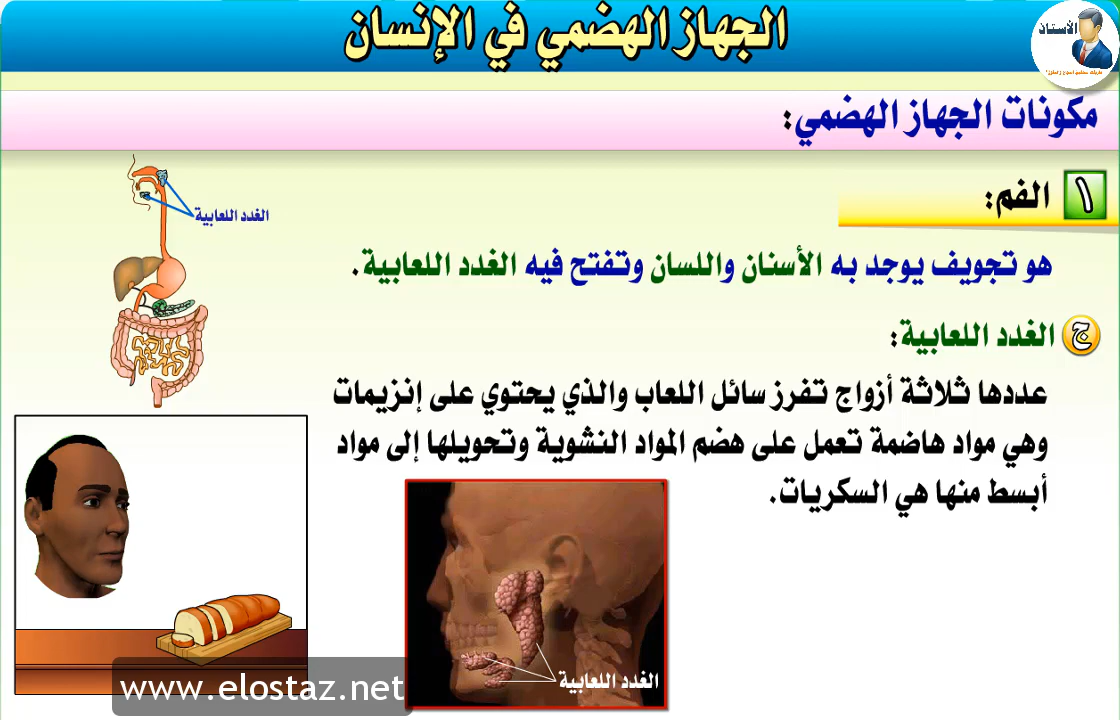 الجهاز الهضمي في الإنسان
الأستاذ
مكونات الجهاز الهضمي:
١ الفم:
هو تجويف يوجد به الأسنان واللسان وتفتح فيه الغدد اللعابية.
الغدد اللعابية
ج الغدد اللعابية:
عددها ثلاثة أزواج تفرز سائل اللعاب والذي يحتوي على إنزيمات
وهي مواد هاضمة تعمل على هضم المواد النشوية وتحويلها إلى مواد
أبسط منها هي السكريات.
الغدد اللعابية
www.elostaz.net